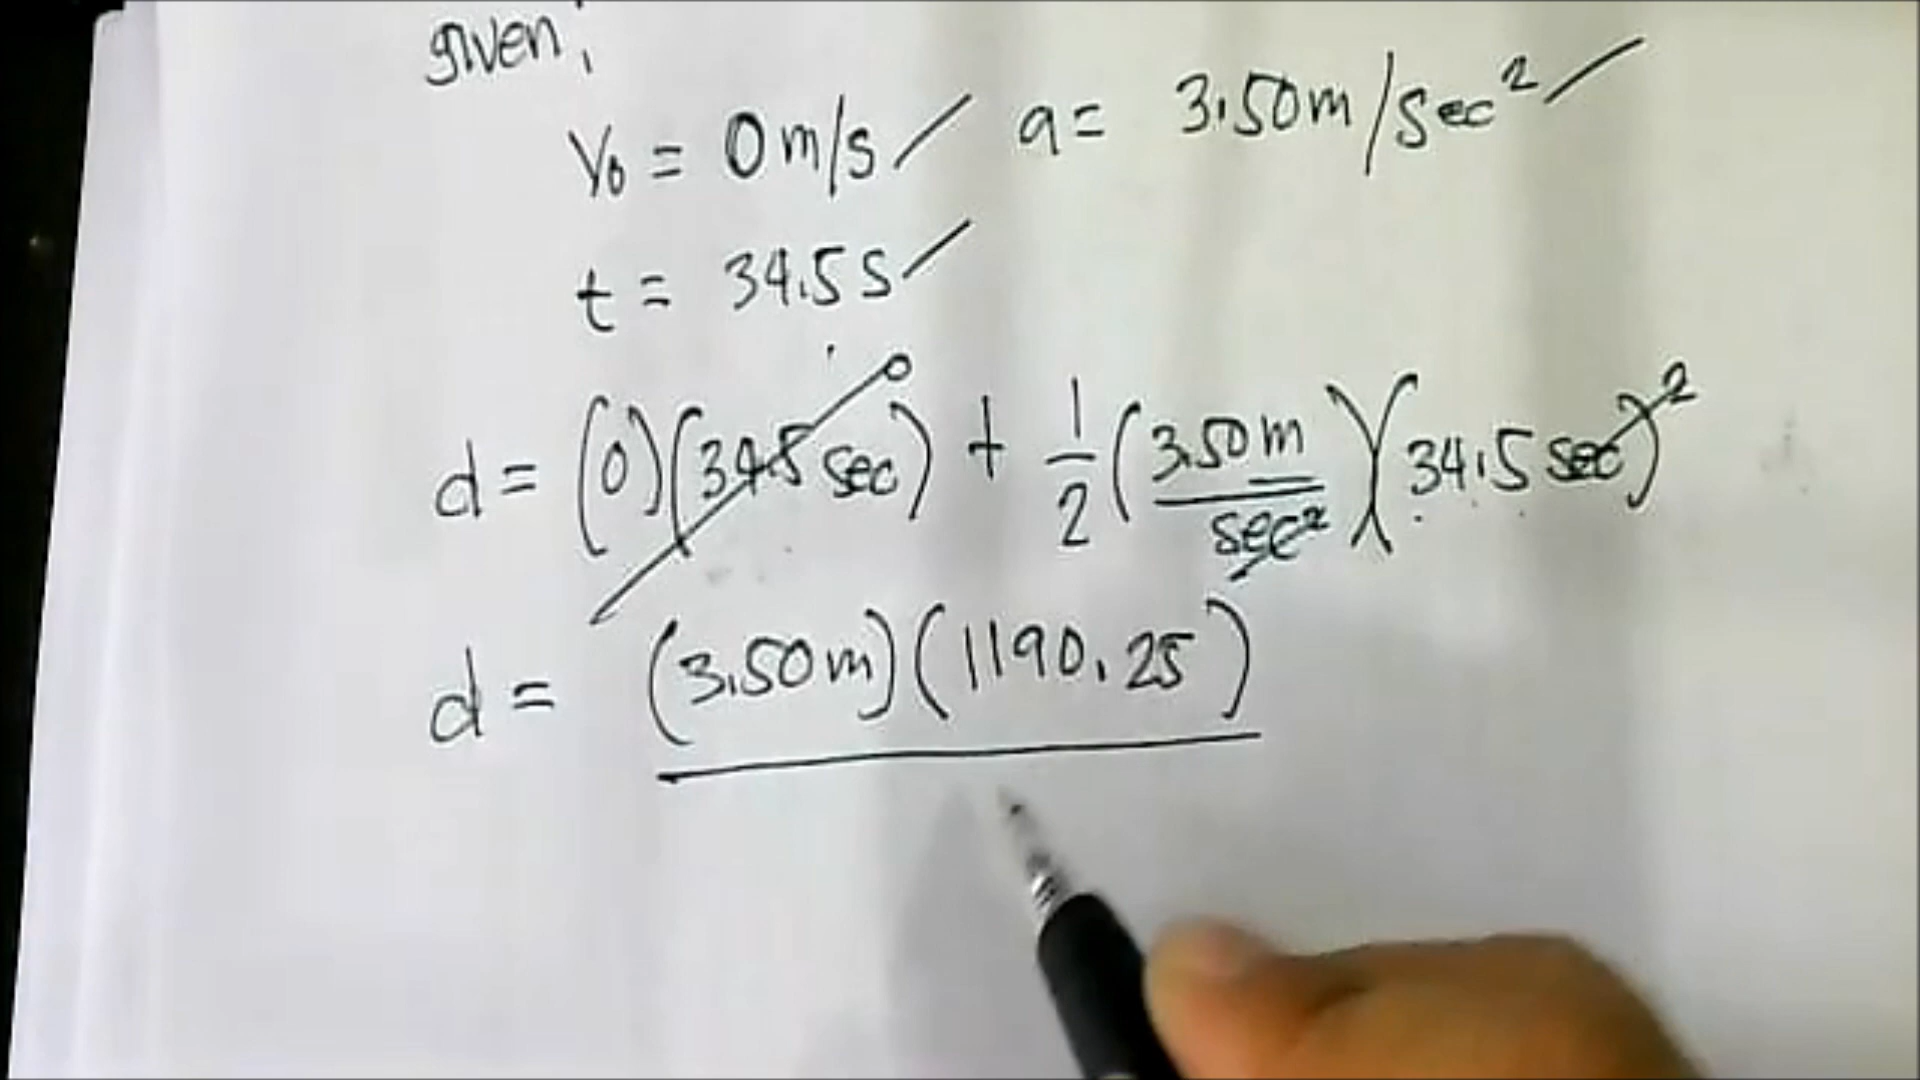 given;
V₀ = 0 m/s / a = 3.50m/sec² /
t = 34.5 s /
d = (0)(34.5 sec) 0 + 1/2 (3.50m/sec²)(34.5 sec)²
d = (3.50m)(1190.25)